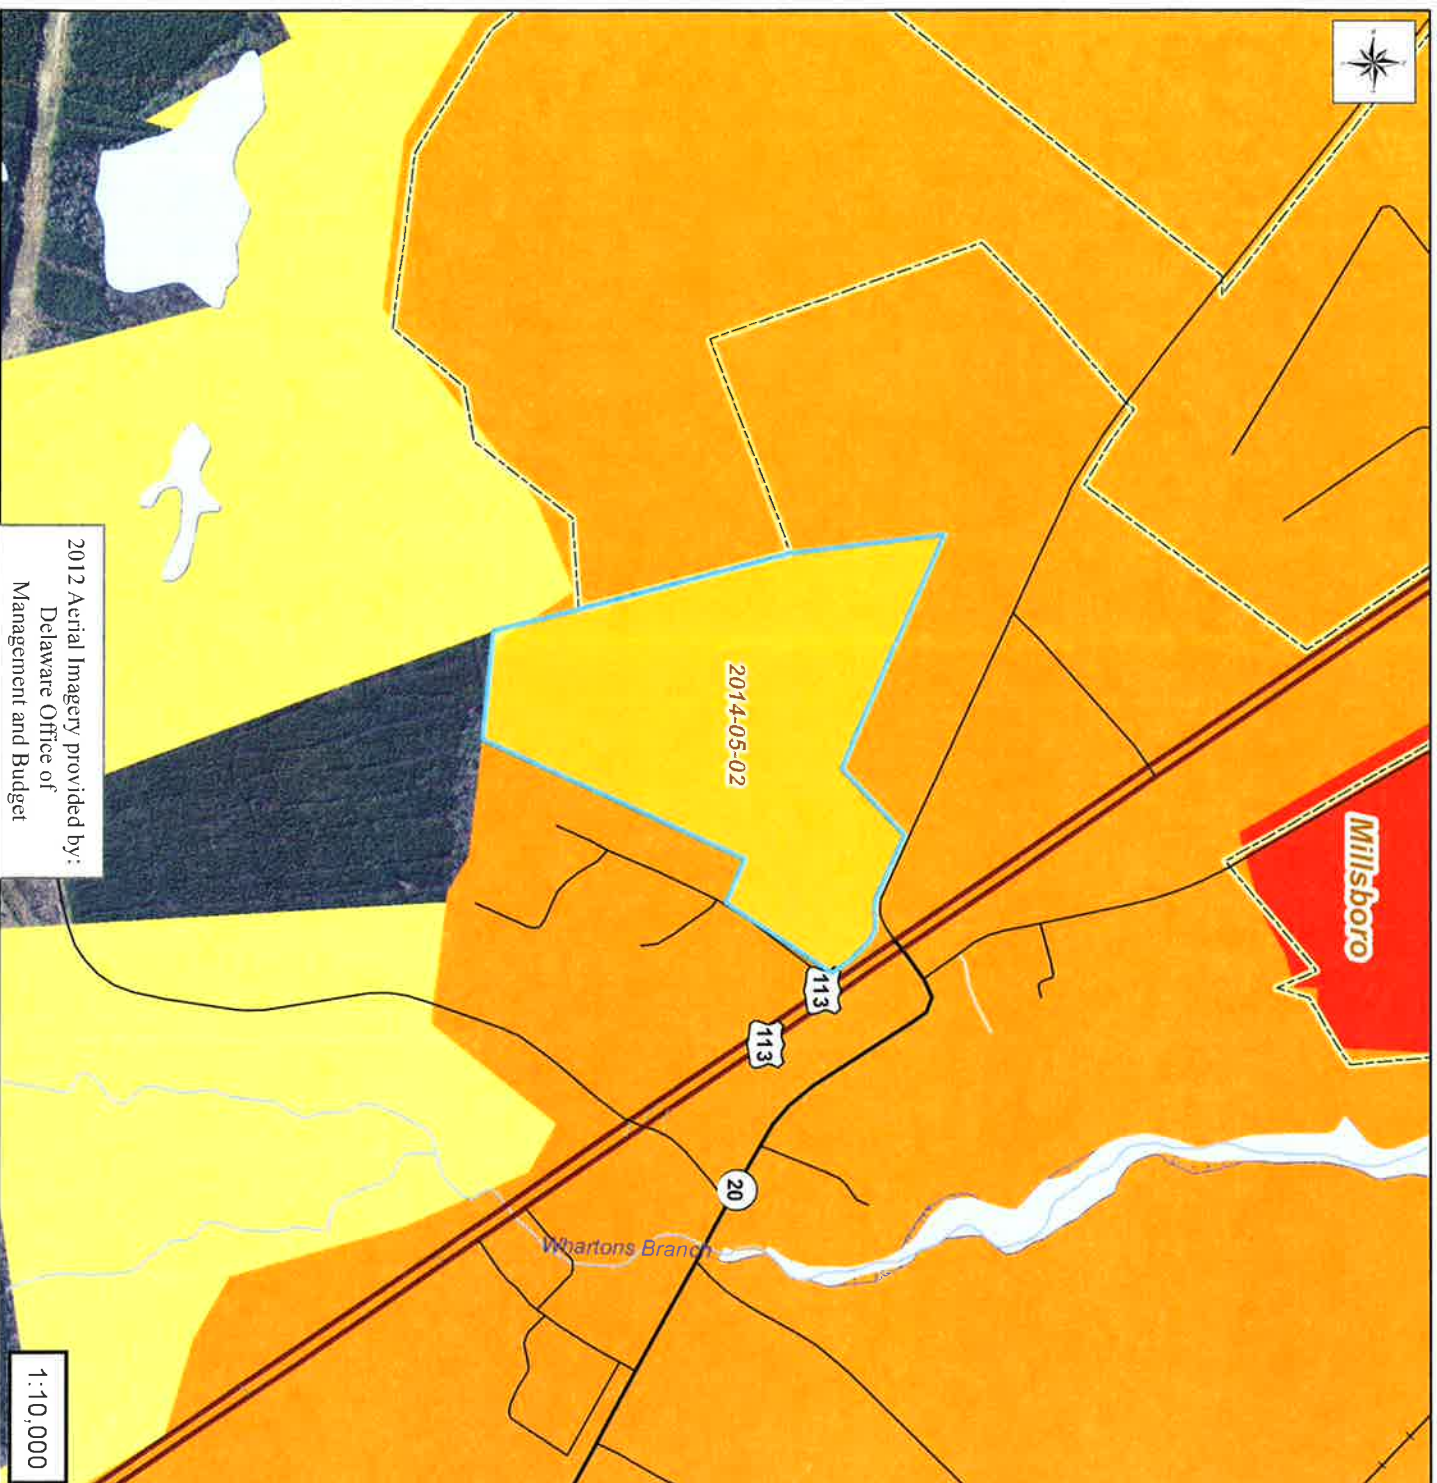 Millsboro
2014-05-02
113
113
20
Whartons Branch
2012 Aerial Imagery provided by:
Delaware Office of
Management and Budget
1:10,000